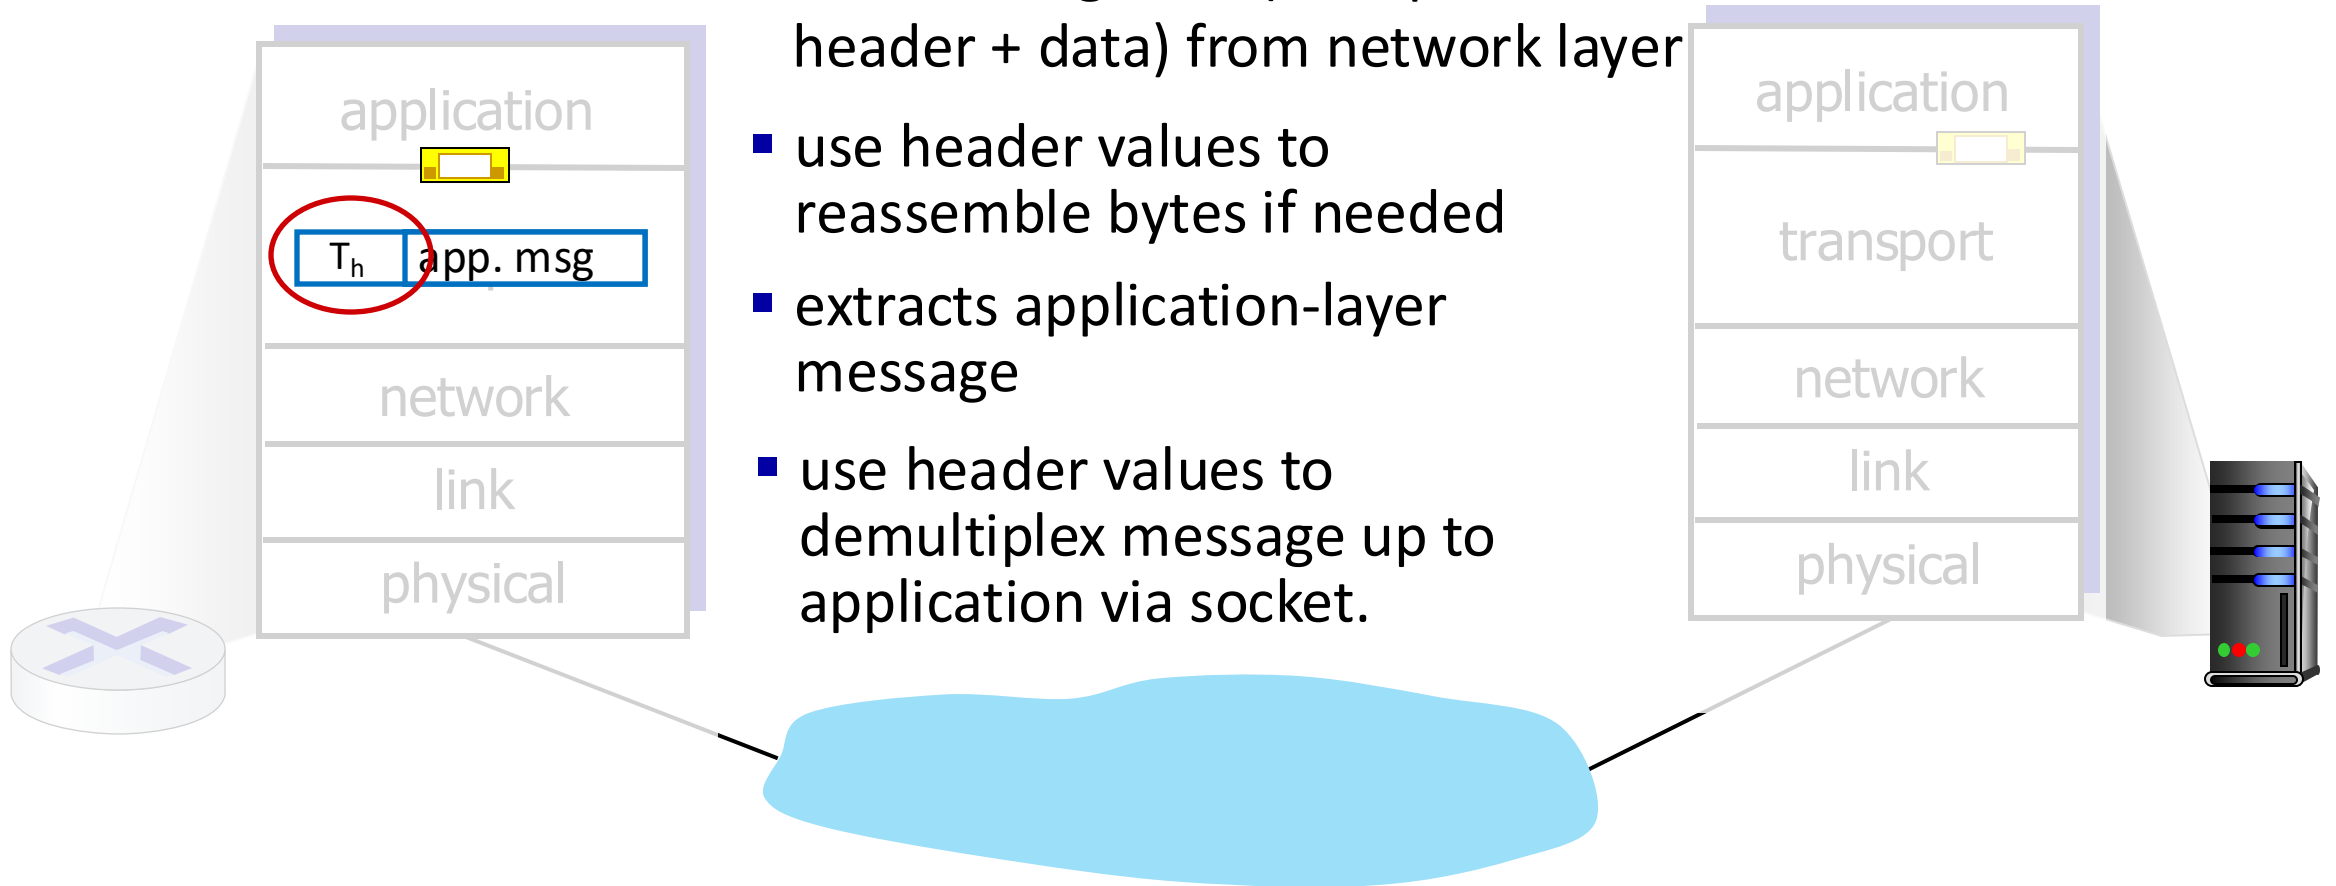 header + data) from network layer
use header values to
reassemble bytes if needed
extracts application-layer
message
use header values to
demultiplex message up to
application via socket.
application
Th
app. msg
network
link
physical
application
transport
network
link
physical